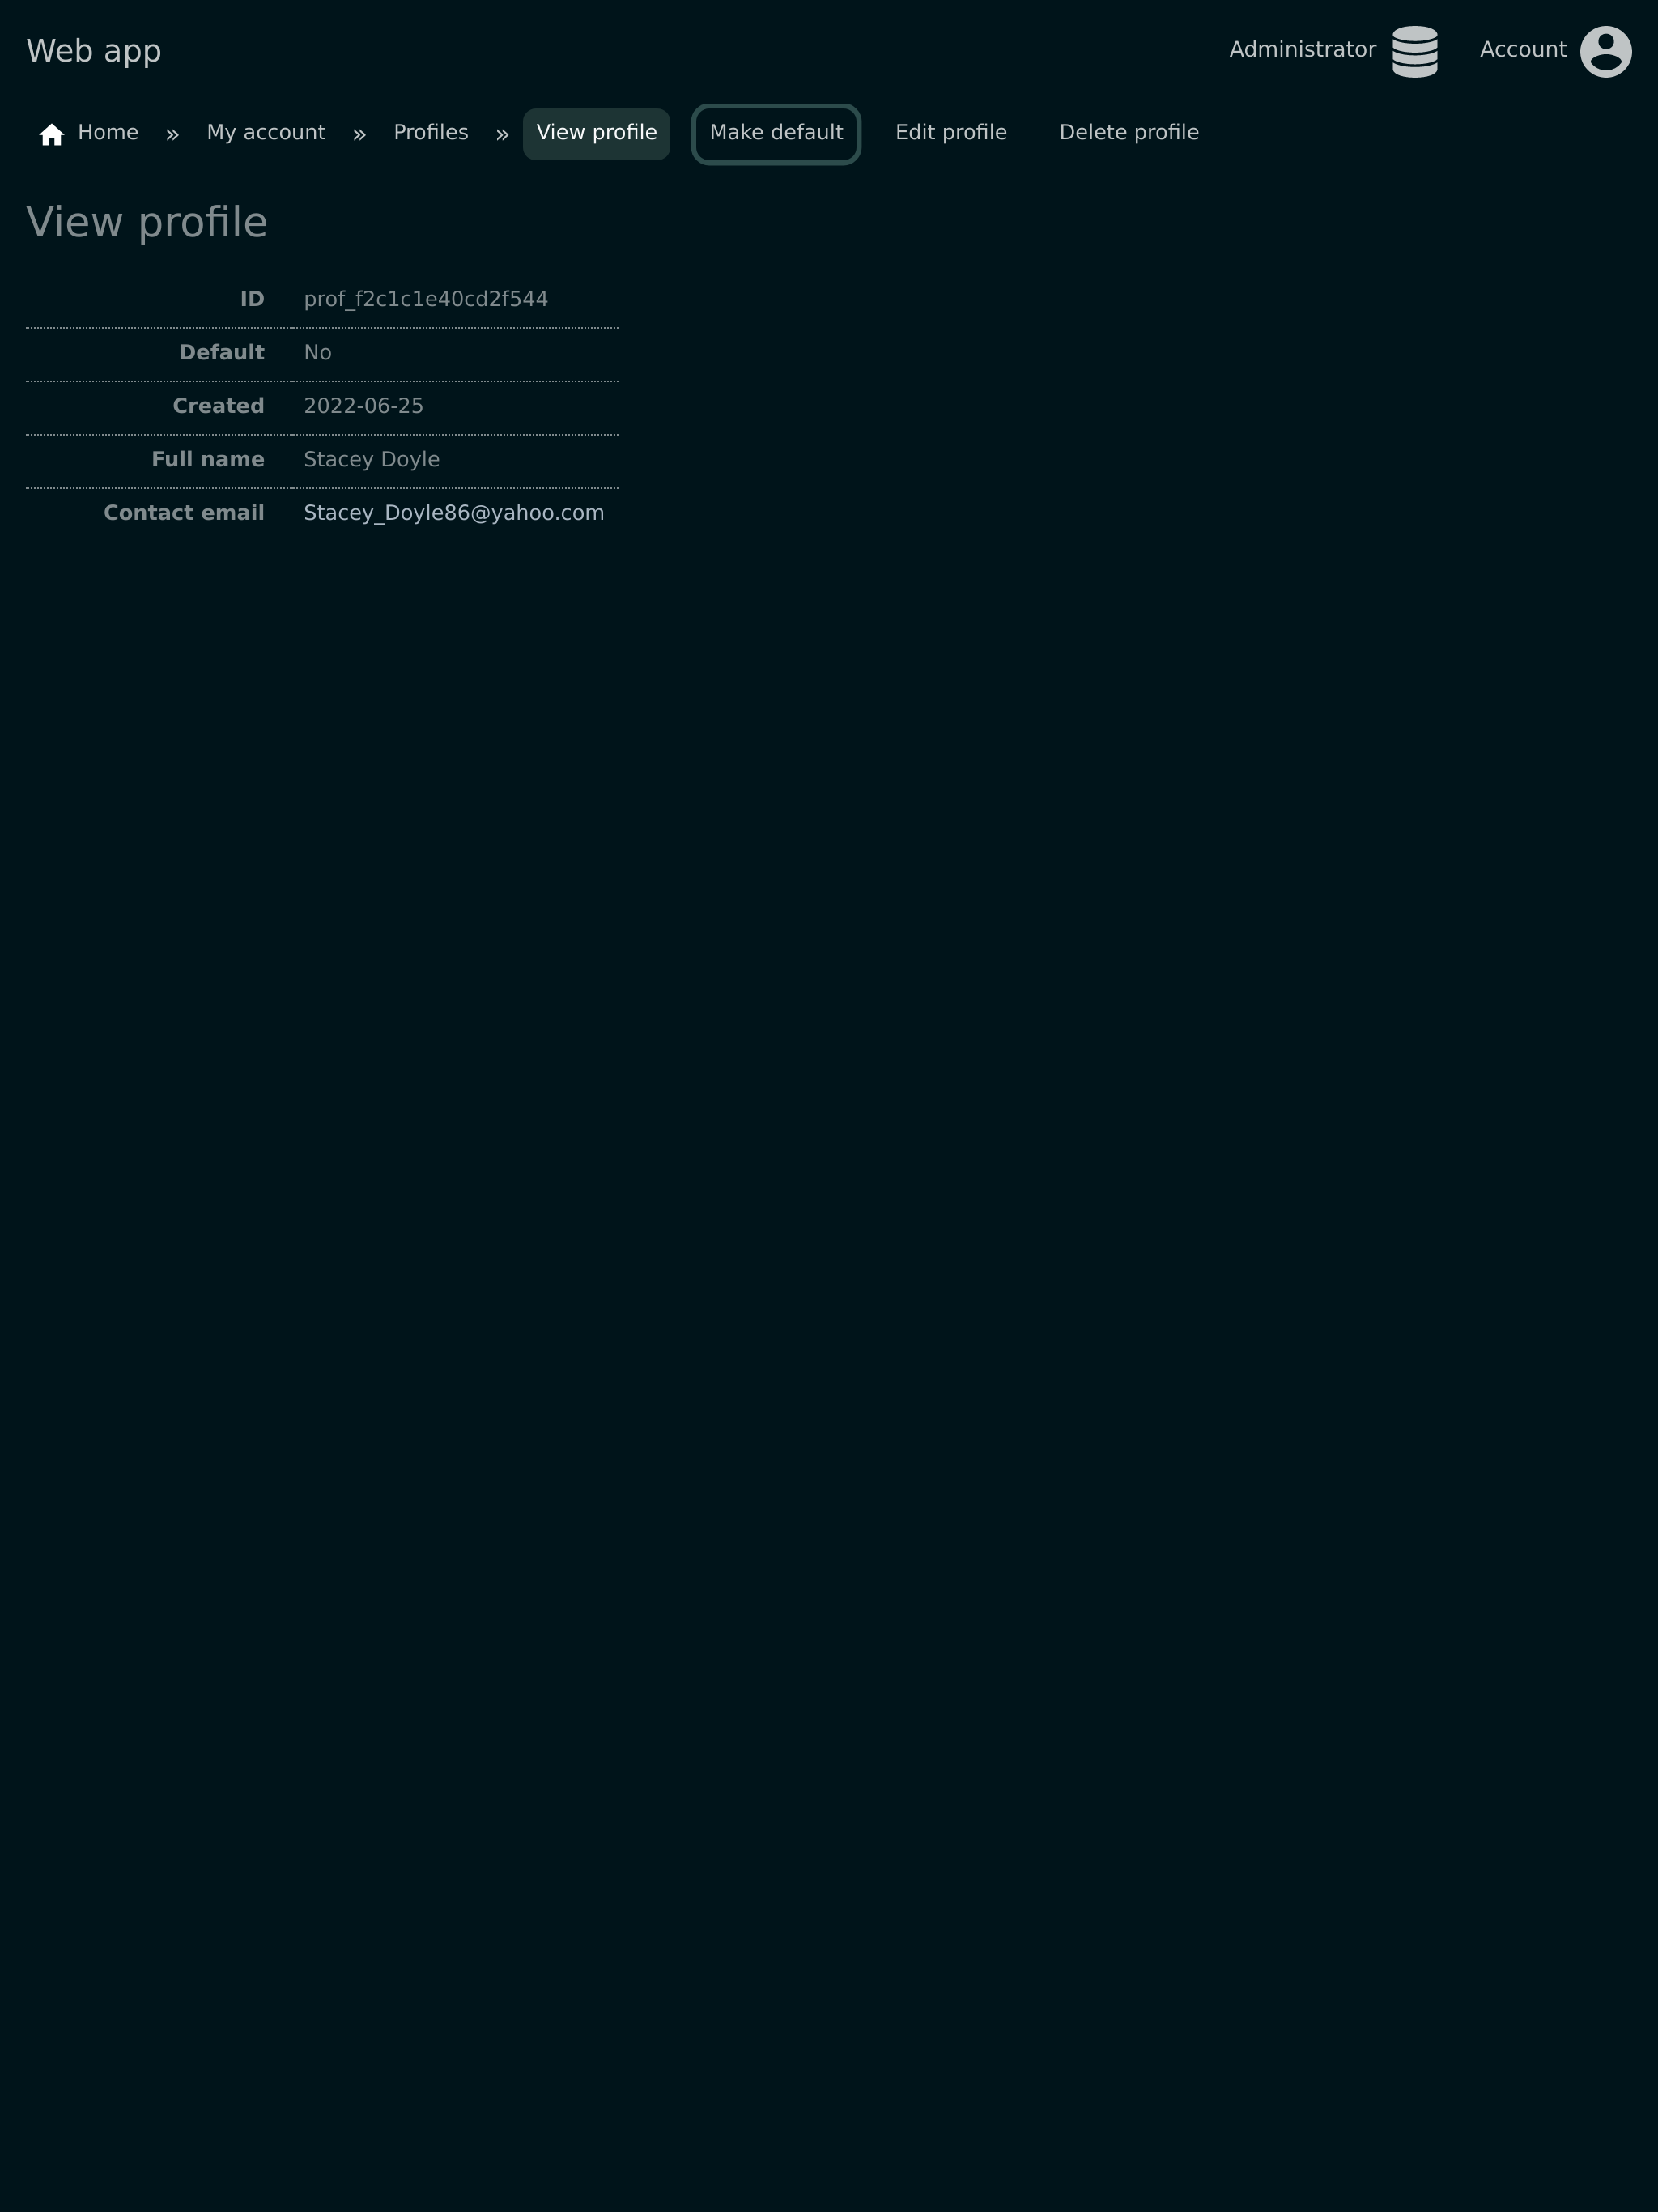 Web app
Administrator
Account
Home » My account » Profiles » View profile Make default Edit profile Delete profile
View profile
ID prof_f2c1c1e40cd2f544
Default No
Created 2022-06-25
Full name Stacey Doyle
Contact email Stacey_Doyle86@yahoo.com